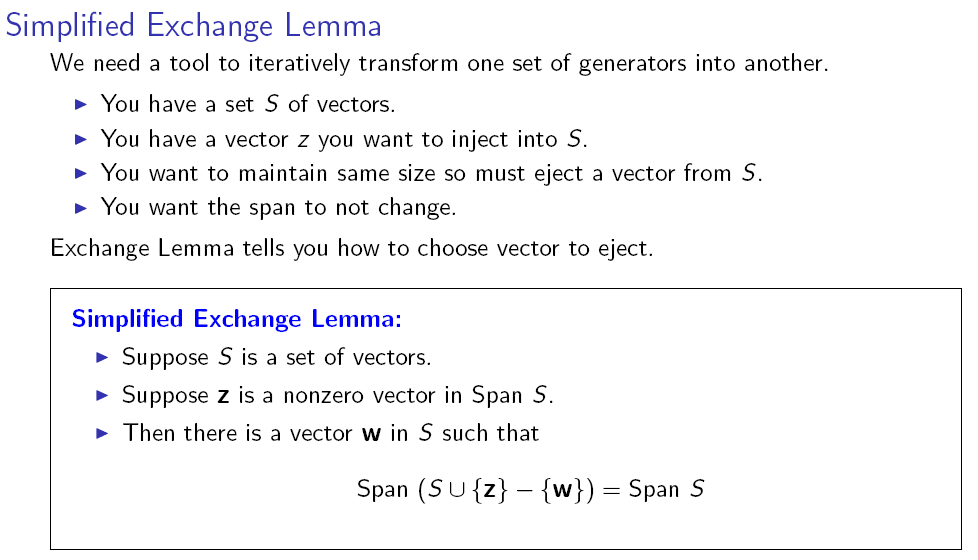 Simplified Exchange Lemma
We need a tool to iteratively transform one set of generators into another.
▶ You have a set S of vectors.
▶ You have a vector z you want to inject into S.
▶ You want to maintain same size so must eject a vector from S.
▶ You want the span to not change.
Exchange Lemma tells you how to choose vector to eject.
Simplified Exchange Lemma:
▶ Suppose S is a set of vectors.
▶ Suppose z is a nonzero vector in Span S.
▶ Then there is a vector w in S such that
Span (S ∪ {z} − {w}) = Span S